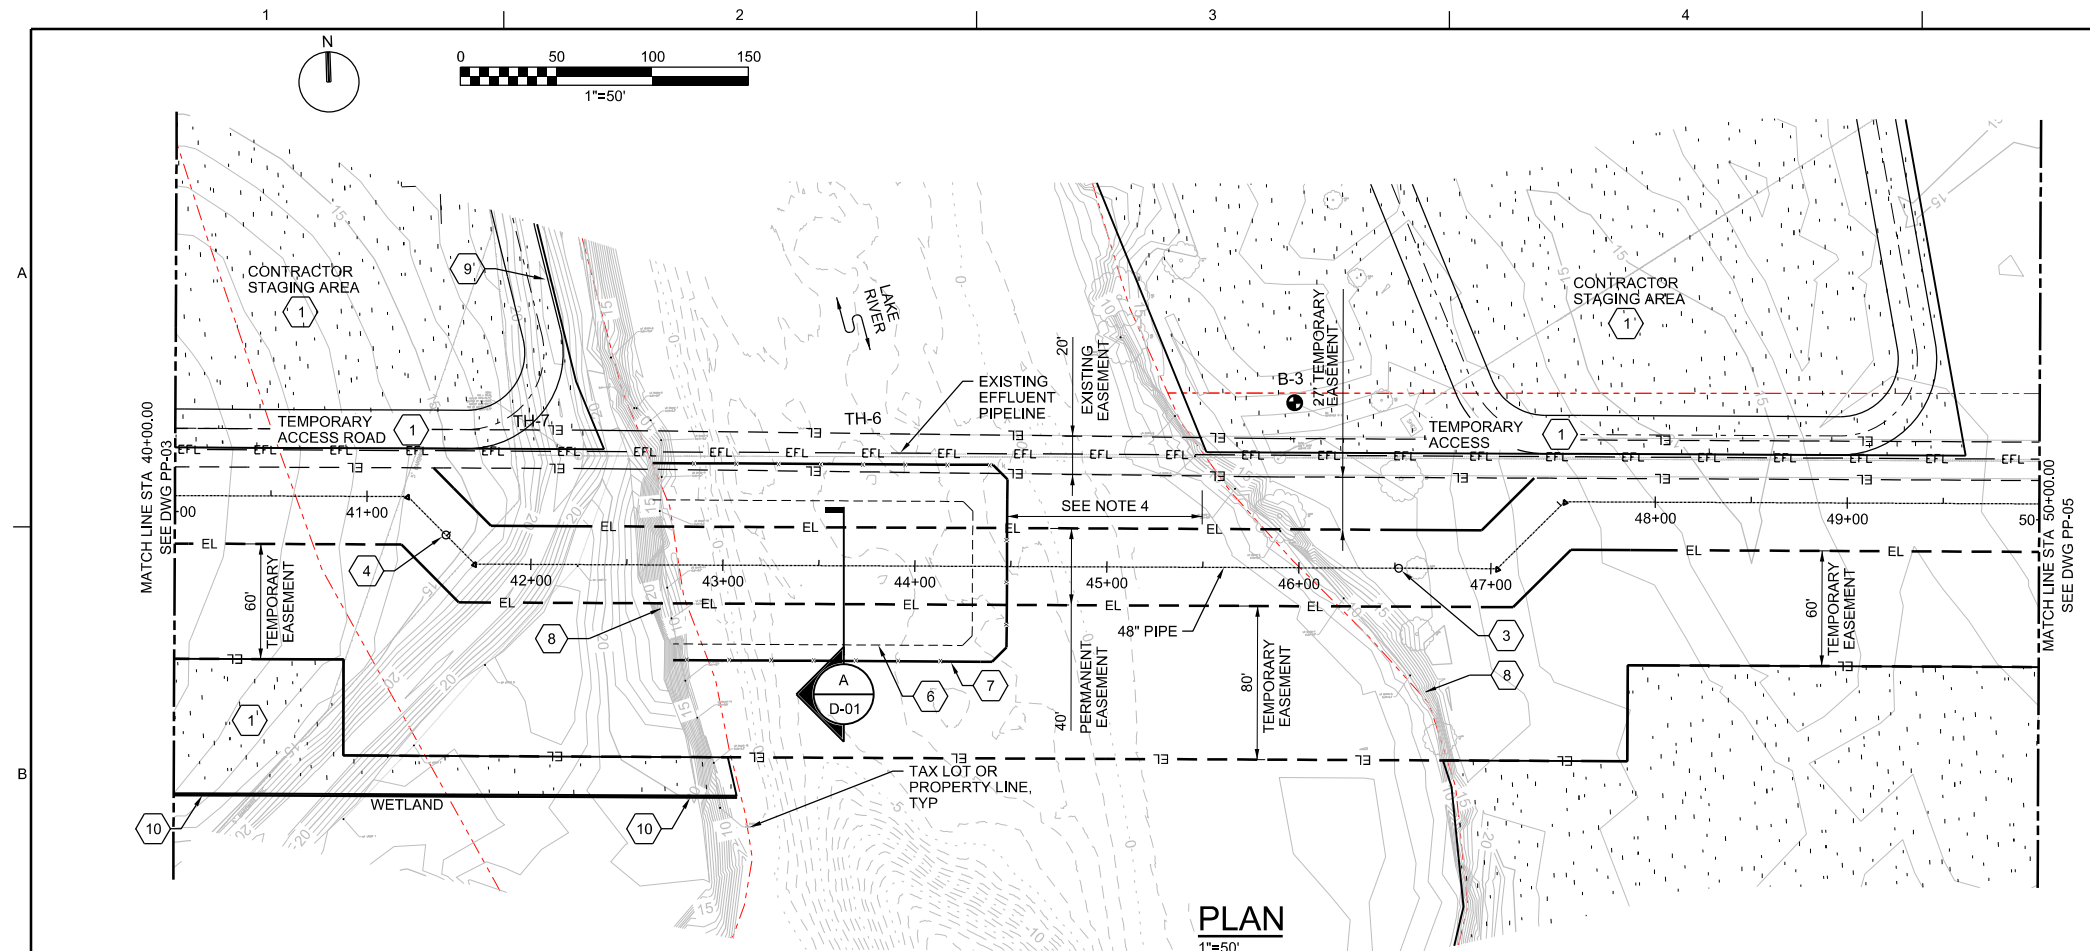 1
2
3
4
N
0
50
100
150
1"=50'
A
B
CONTRACTOR
STAGING AREA
1
9
TEMPORARY
ACCESS ROAD
1
TH-7
TH-6
LAKE
RIVER
EXISTING
EFFLUENT
PIPELINE
20'
EXISTING
EASEMENT
B-3
27' TEMPORARY
EASEMENT
CONTRACTOR
STAGING AREA
1
TEMPORARY
ACCESS
1
MATCH LINE STA 40+00.00
SEE DWG PP-03
MATCH LINE STA 50+00.00
SEE DWG PP-05
EFL
EL
SEE NOTE 4
41+00
42+00
43+00
44+00
45+00
46+00
47+00
48+00
49+00
4
60'
TEMPORARY
EASEMENT
8
48" PIPE
3
6
7
8
A
D-01
40'
PERMANENT
EASEMENT
80'
TEMPORARY
EASEMENT
60'
TEMPORARY
EASEMENT
1
TAX LOT OR
PROPERTY LINE,
TYP
WETLAND
10
10
PLAN
1"=50'